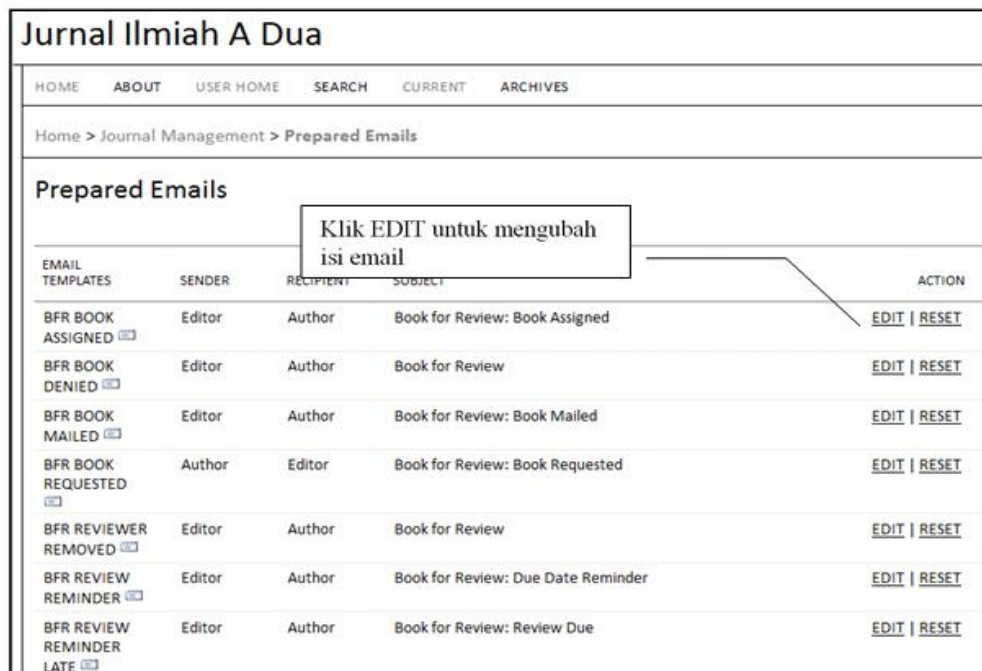 Jurnal Ilmiah A Dua
HOME ABOUT USER HOME SEARCH CURRENT ARCHIVES
Home > Journal Management > Prepared Emails
Prepared Emails
Klik EDIT untuk mengubah
isi email
EMAIL
TEMPLATES SENDER RECIPIENT SUBJECT ACTION
BFR BOOK Editor Author Book for Review: Book Assigned EDIT | RESET
ASSIGNED
BFR BOOK Editor Author Book for Review EDIT | RESET
DENIED
BFR BOOK Editor Author Book for Review: Book Mailed EDIT | RESET
MAILED
BFR BOOK Author Editor Book for Review: Book Requested EDIT | RESET
REQUESTED
BFR REVIEWER Editor Author Book for Review EDIT | RESET
REMOVED
BFR REVIEW Editor Author Book for Review: Due Date Reminder EDIT | RESET
REMINDER
BFR REVIEW Editor Author Book for Review: Review Due EDIT | RESET
REMINDER
LATE